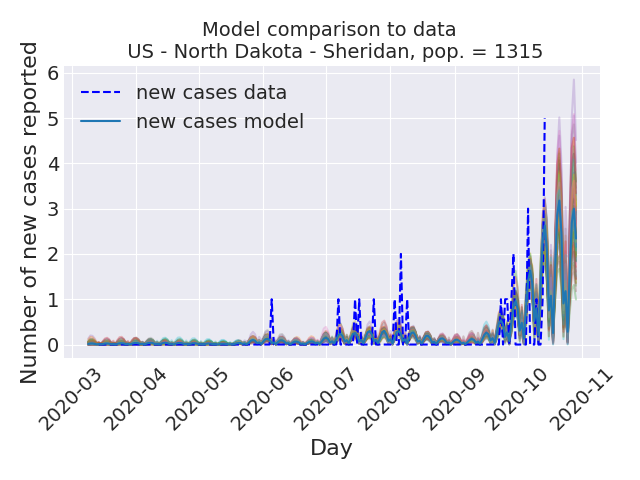 Model comparison to data
US - North Dakota - Sheridan, pop. = 1315
new cases data
new cases model
Number of new cases reported
6
5
4
3
2
1
0
2020-03
2020-04
2020-05
2020-06
2020-07
2020-08
2020-09
2020-10
2020-11
Day